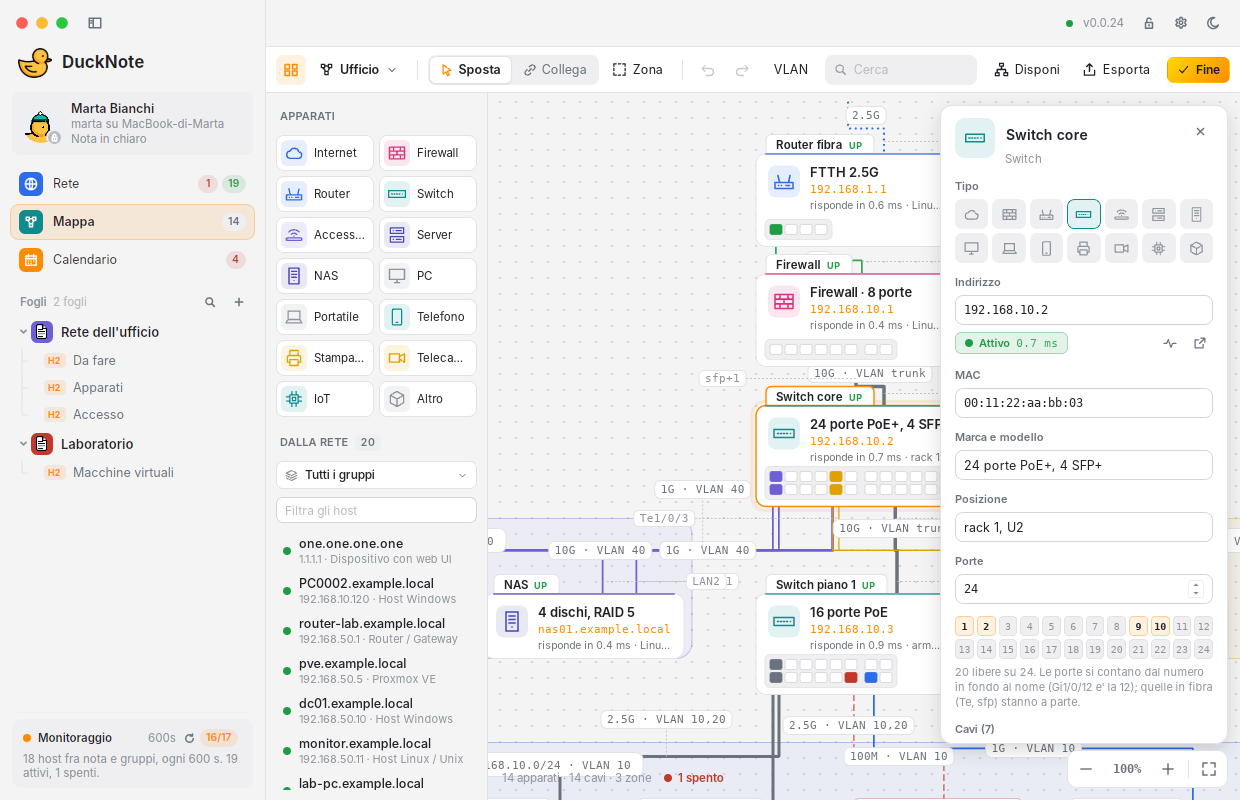 v0.0.24
DuckNote
Marta Bianchi
marta su MacBook-di-Marta
Nota in chiaro
Rete 1 19
Mappa 14
Calendario 4
Fogli 2 fogli
Rete dell'ufficio
H2 Da fare
H2 Apparati
H2 Accesso
Laboratorio
H2 Macchine virtuali
Monitoraggio 600s 16/17
18 host fra nota e gruppi, ogni 600 s. 19
attivi, 1 spenti.
Ufficio Sposta Collega Zona VLAN Cerca Disponi Esporta Fine
APPARATI
Internet Firewall
Router Switch
Access... Server
NAS PC
Portatile Telefono
Stampa... Teleca...
IoT Altro
DALLA RETE 20
Tutti i gruppi
Filtra gli host
one.one.one.one
1.1.1.1 · Dispositivo con web UI
PC0002.example.local
192.168.10.120 · Host Windows
router-lab.example.local
192.168.50.1 · Router / Gateway
pve.example.local
192.168.50.5 · Proxmox VE
dc01.example.local
192.168.50.10 · Host Windows
monitor.example.local
192.168.50.11 · Host Linux / Unix
lab-pc.example.local
2.5G
Router fibra UP
FTTH 2.5G
192.168.1.1
risponde in 0.6 ms · Linu...
Firewall UP
Firewall · 8 porte
192.168.10.1
risponde in 0.4 ms · Linu...
10G · VLAN trunk
sfp+1
Switch core UP
24 porte PoE+, 4 SFP
192.168.10.2
risponde in 0.7 ms · rack 1
1G · VLAN 40
Te1/0/3
10G · VLAN trun
0
10G · VLAN 40
1G · VLAN 40
NAS UP
LAN2 1
4 dischi, RAID 5
nas01.example.local
risponde in 0.4 ms · Linu...
Switch piano 1 UP
16 porte PoE
192.168.10.3
risponde in 0.9 ms · arm...
2.5G · VLAN 10,20
2.5G · VLAN 10,20
100M · VLAN 10
1G · VLAN 10
68.10.0/24 · VLAN 10
14 apparati · 14 cavi · 3 zone 1 spento
Switch core
Switch
Tipo
Indirizzo
192.168.10.2
Attivo 0.7 ms
MAC
00:11:22:aa:bb:03
Marca e modello
24 porte PoE+, 4 SFP+
Posizione
rack 1, U2
Porte
24
1 2 3 4 5 6 7 8 9 10 11 12
13 14 15 16 17 18 19 20 21 22 23 24
20 libere su 24. Le porte si contano dal numero
in fondo al nome (Gi1/0/12 e' la 12); quelle in fibra
(Te, sfp) stanno a parte.
Cavi (7)
100%